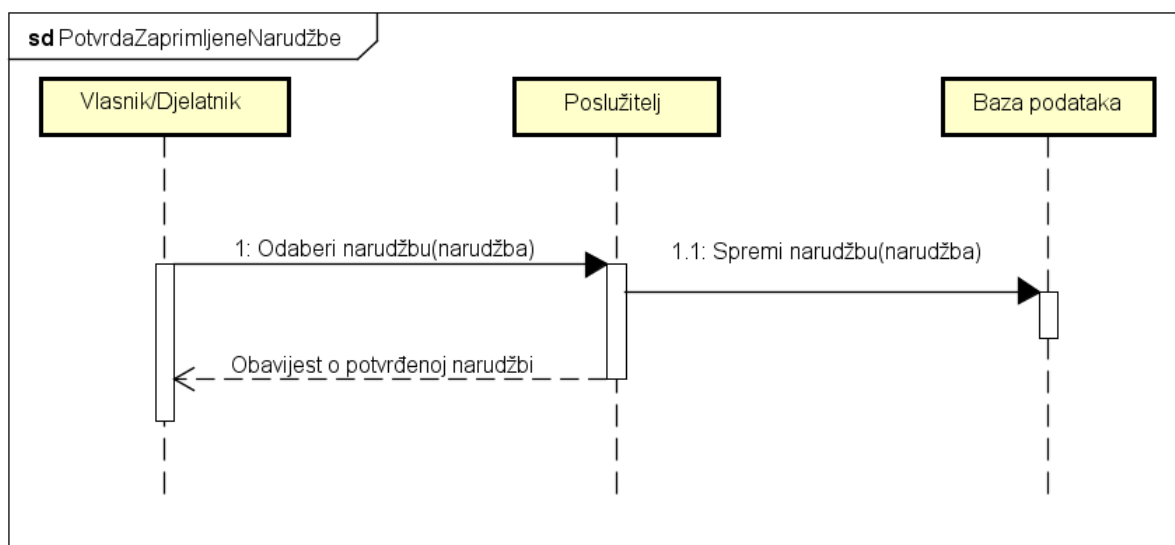 sd PotvrdaZaprimljeneNarudžbe
Vlasnik/Djelatnik
Poslužitelj
Baza podataka
1: Odaberi narudžbu(narudžba)
1.1: Spremi narudžbu(narudžba)
Obavijest o potvrđenoj narudžbi